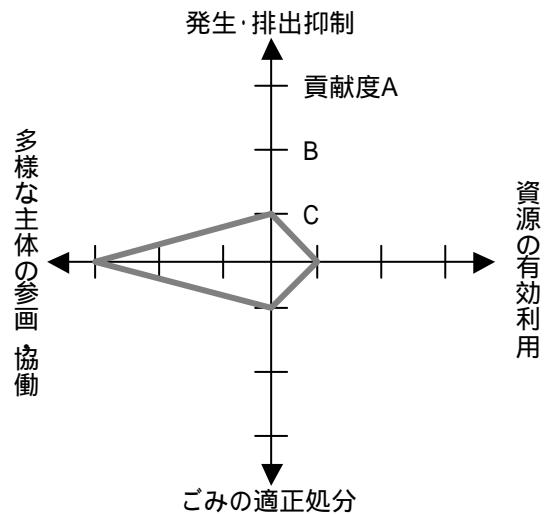 発生・排出抑制
貢献度A
B
C
多様な主体の参画・協働
資源の有効利用
ごみの適正処分